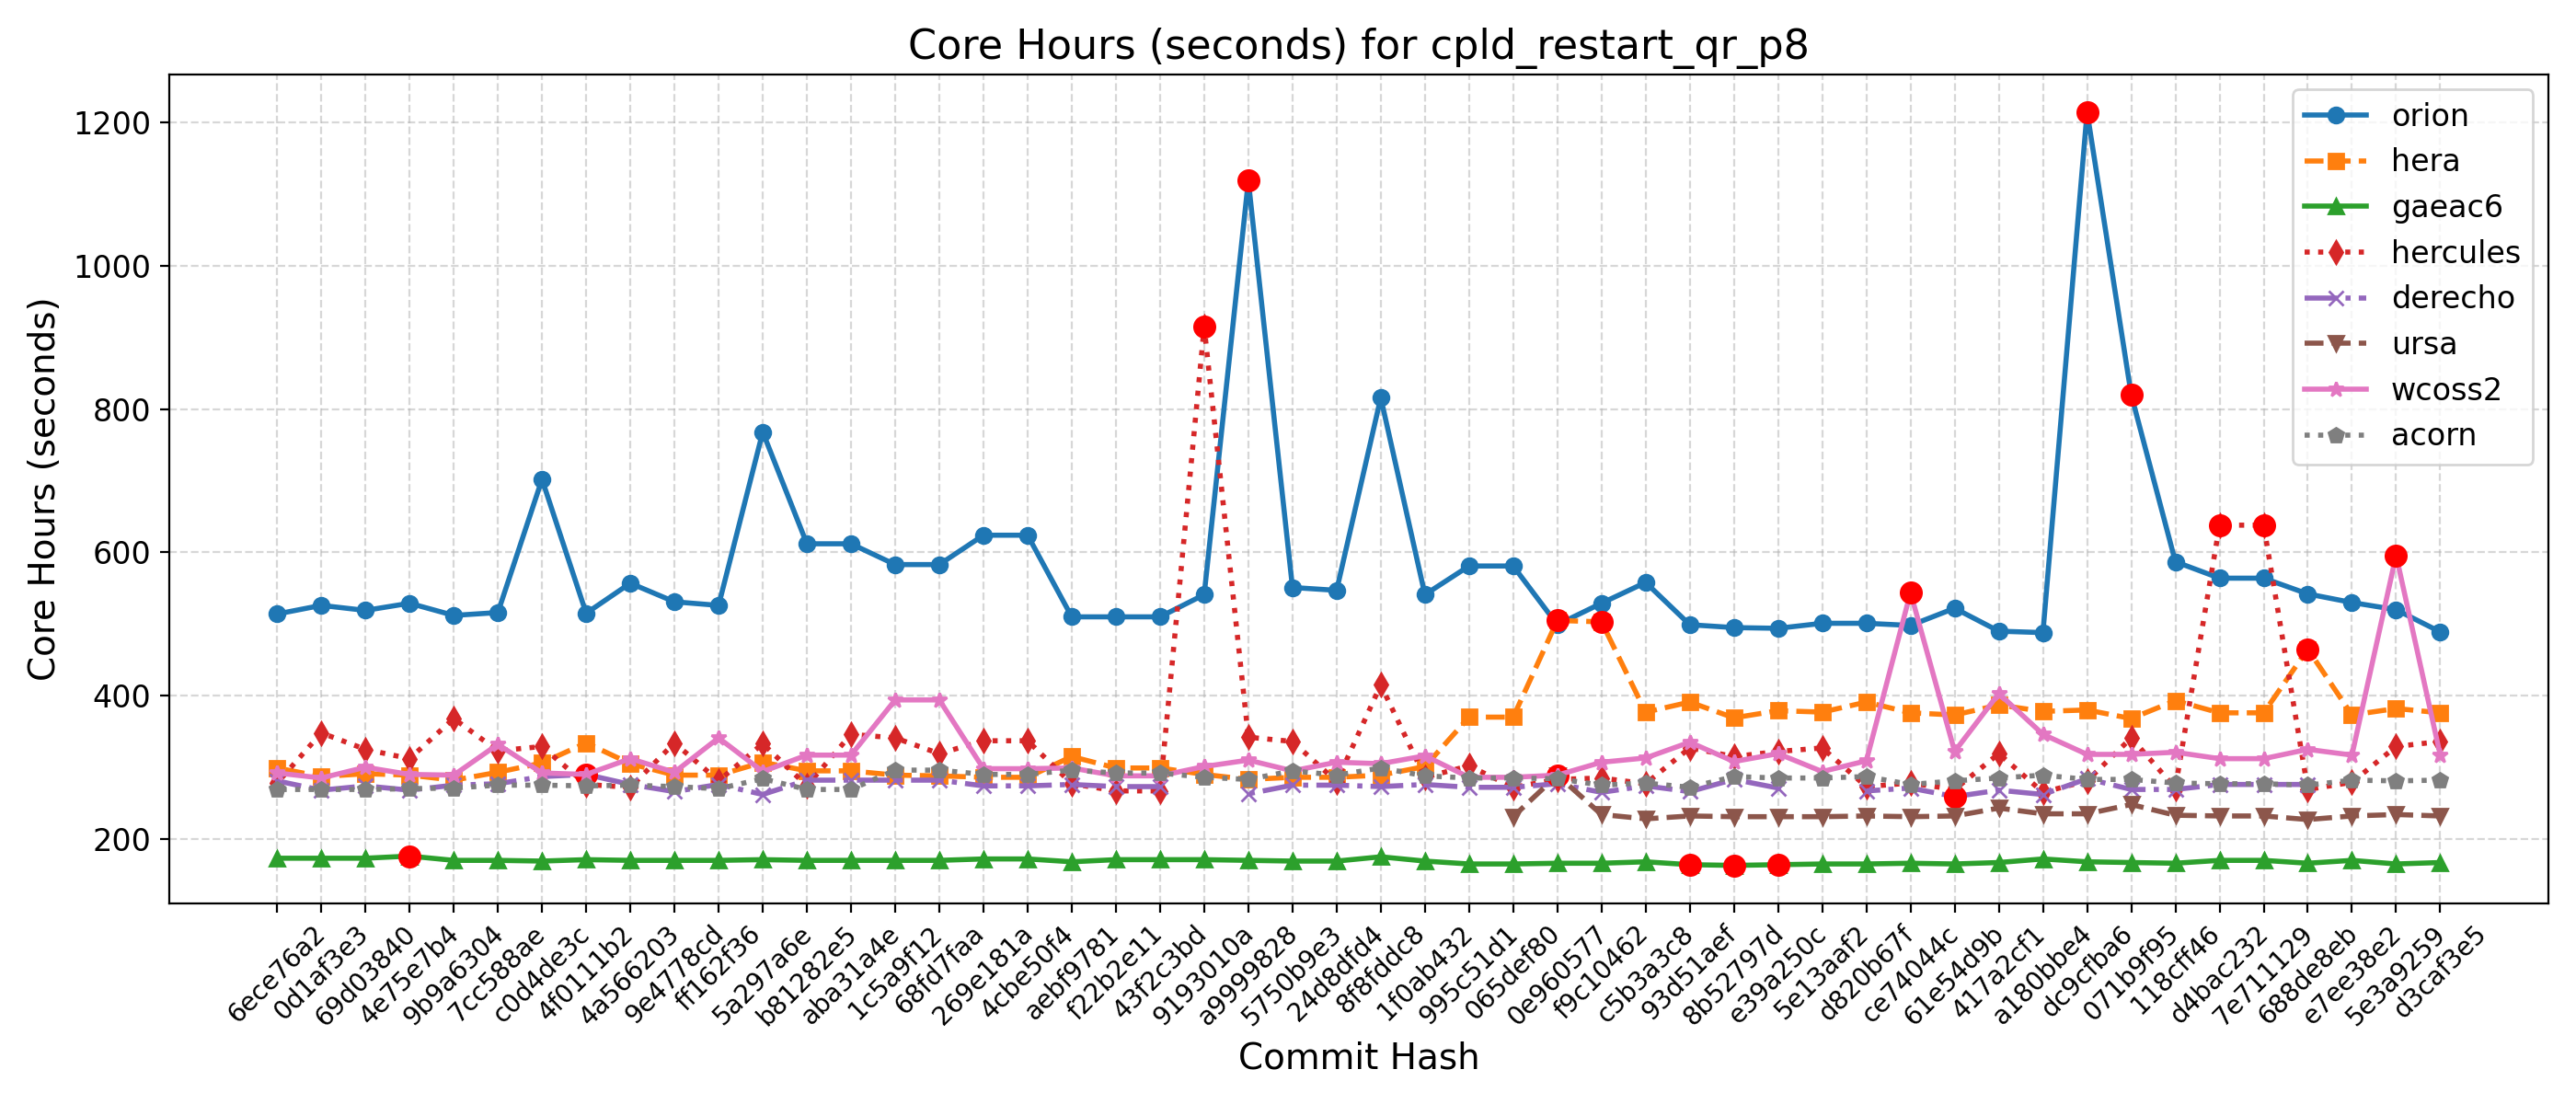 Core Hours (seconds) for cpld_restart_qr_p8
Core Hours (seconds)
1200
1000
800
600
400
200
orion
hera
gaeac6
hercules
derecho
ursa
wcoss2
acorn
6ece76a2
0d1af3e3
69d03840
4e75e7b4
9b9a6304
7cc588ae
c0d4de3c
4f0111b2
4a566203
9e4778cd
ff162f36
5a297a6e
b81282e5
aba31a4e
1c5a9f12
68fd7faa
269e181a
4cbe50f4
aebf9781
f22b2e11
43f2c3bd
9193010a
a9999828
5750b9e3
24d8dfd4
8f8fddc8
1f0ab432
995c51d1
065def80
0e960577
f9c10462
c5b3a3c8
93d51aef
8b52797d
e39a250c
5e13aaf2
d820b67f
ce74044c
61e54d9b
417a2cf1
a180bbe4
dc9cfba6
071b9f95
118cff46
d4bac232
7e711129
688de8eb
e7ee38e2
5e3a9259
d3caf3e5
Commit Hash